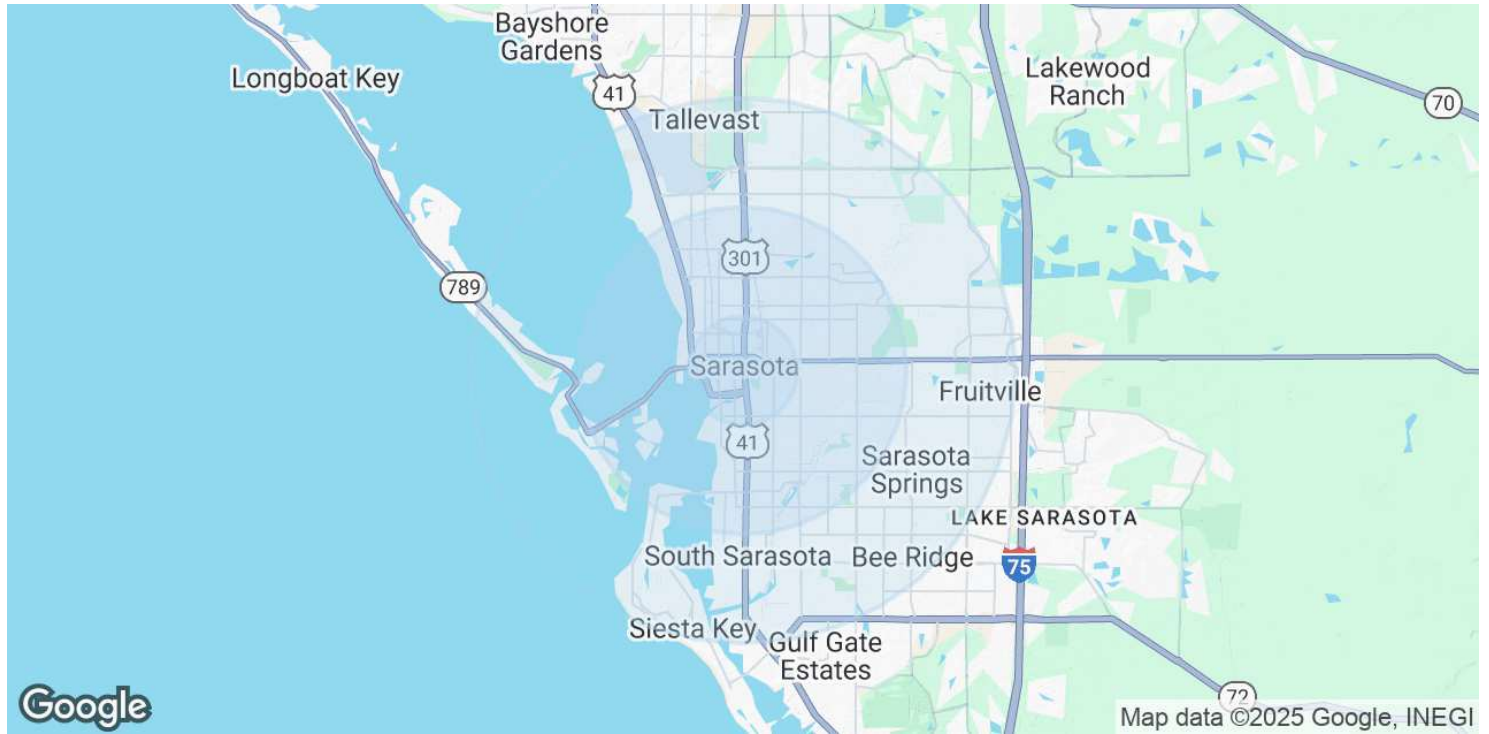 Bayshore
Gardens
Longboat Key
41
Lakewood
Ranch
70
Tallevast
301
789
Sarasota
Fruitville
41
Sarasota
Springs
LAKE SARASOTA
South Sarasota
Bee Ridge
75
Siesta Key
Gulf Gate
Estates
72
Google
Map data ©2025 Google, INEGI